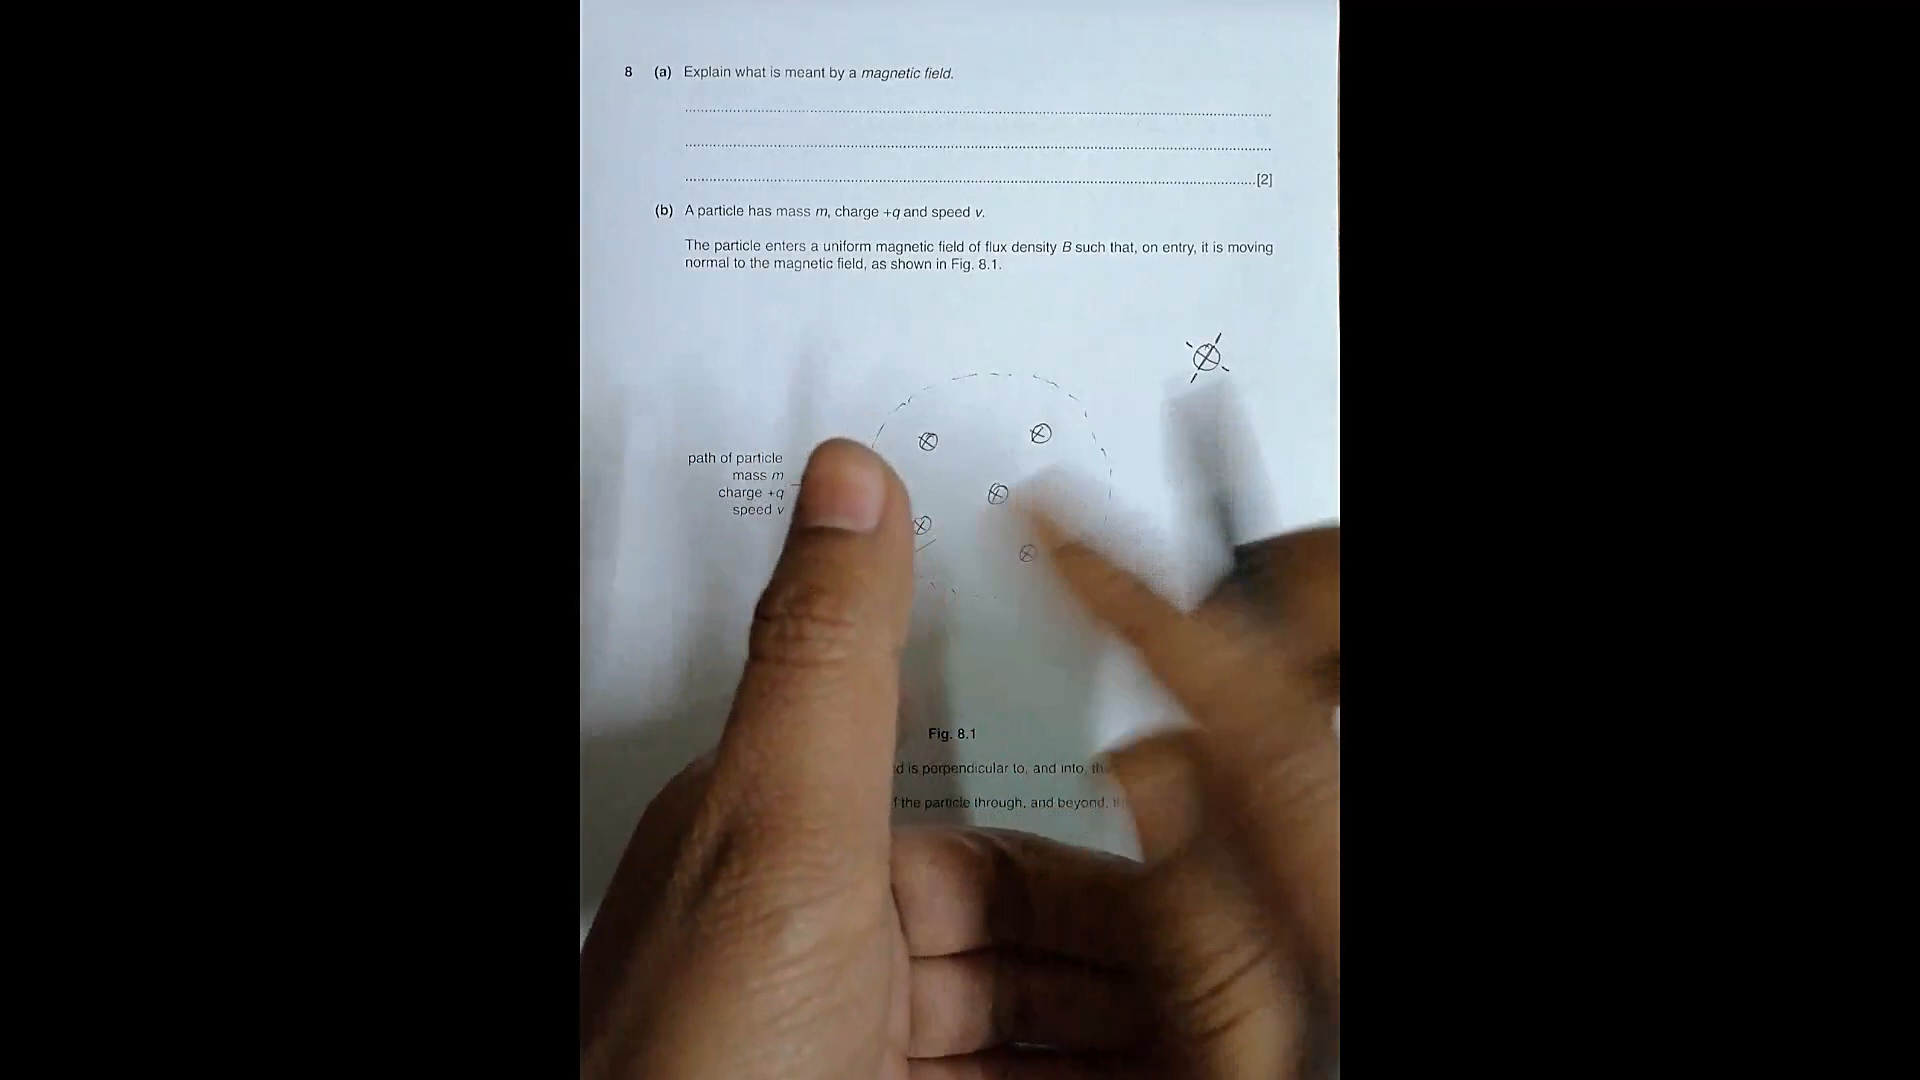 8 (a) Explain what is meant by a magnetic field.
[2]
(b) A particle has mass m, charge +q and speed v.
The particle enters a uniform magnetic field of flux density B such that, on entry, it is moving
normal to the magnetic field, as shown in Fig. 8.1.
path of particle
mass m
charge +q
speed v
Fig. 8.1
is perpendicular to, and into,
the particle through, and beyond,